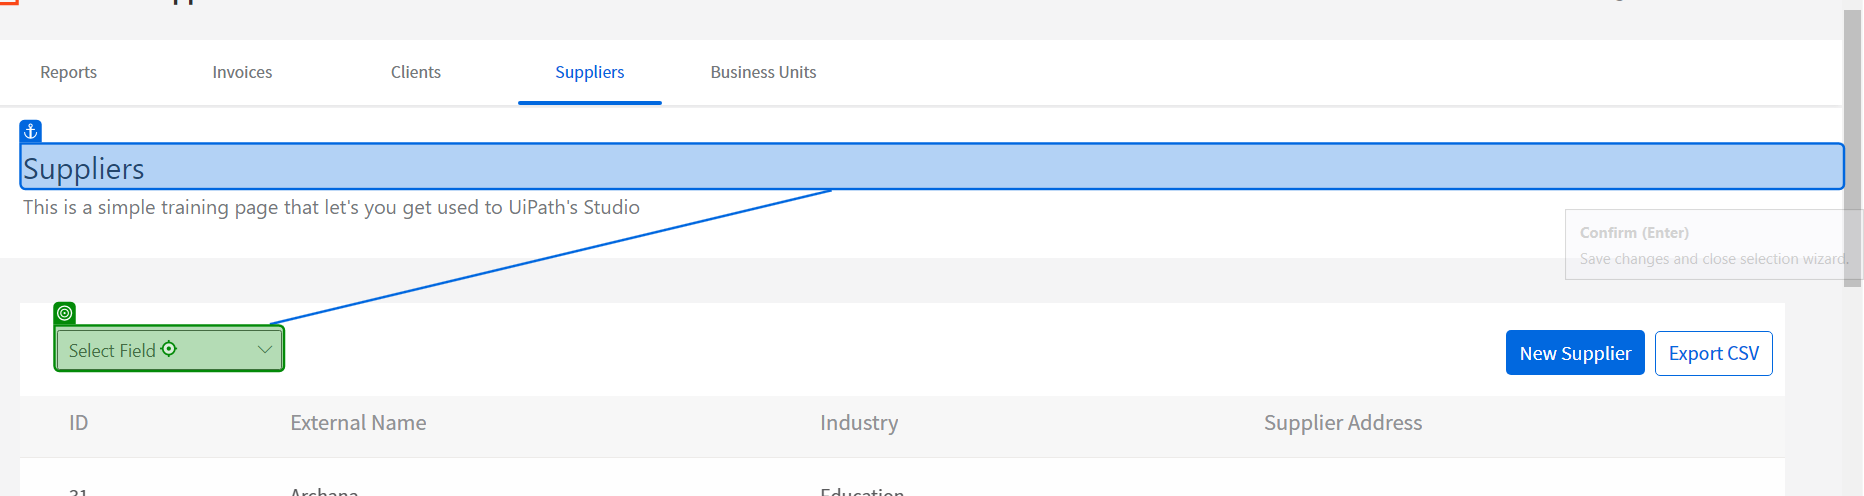 Reports Invoices Clients Suppliers Business Units
Suppliers
This is a simple training page that let's you get used to UiPath's Studio
Confirm (Enter)
Save changes and close selection wizard.
Select Field
New Supplier Export CSV
ID External Name Industry Supplier Address
31 Archana Education